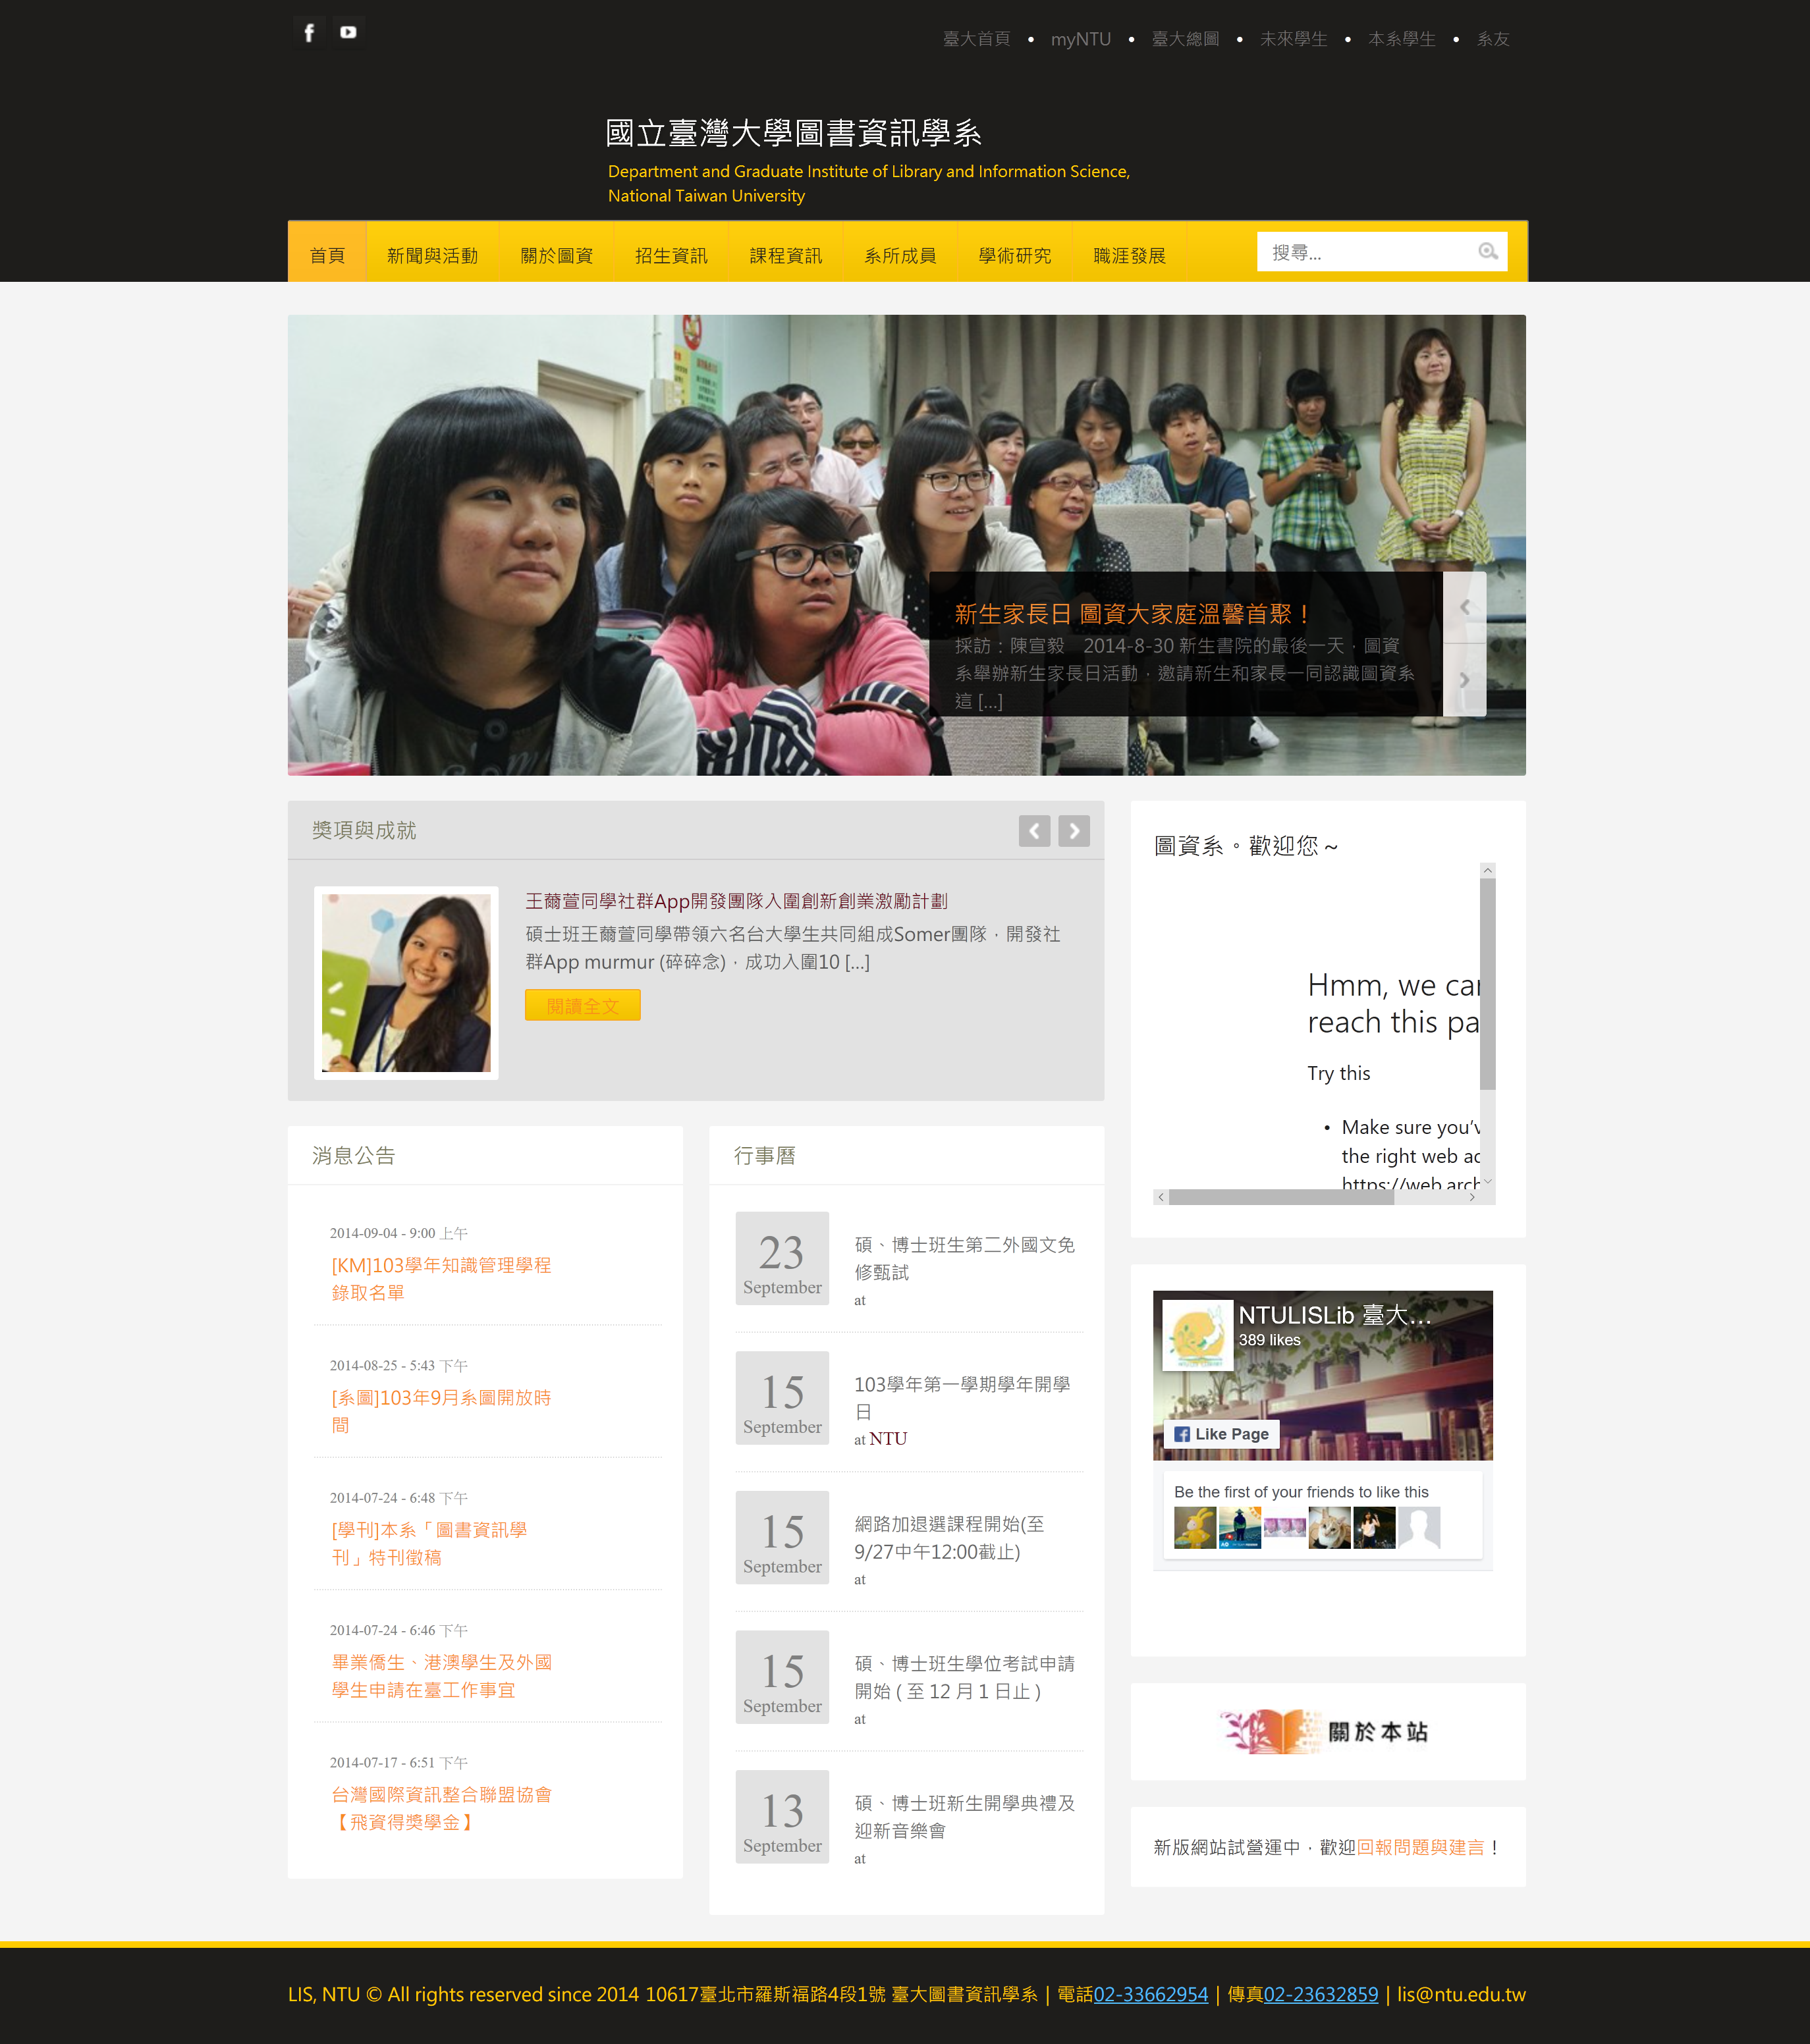 臺大首頁 • myNTU • 臺大總圖 • 未來學生 • 本系學生 • 系友
國立臺灣大學圖書資訊學系
Department and Graduate Institute of Library and Information Science,
National Taiwan University
首頁 新聞與活動 關於圖資 招生資訊 課程資訊 系所成員 學術研究 職涯發展 搜尋...
新生家長日 圖資大家庭溫馨首聚！
採訪：陳宣毅　2014-8-30 新生書院的最後一天，圖資
系舉辦新生家長日活動，邀請新生和家長一同認識圖資系
這 [...]
獎項與成就
王薾萱同學社群App開發團隊入圍創新創業激勵計劃
碩士班王薾萱同學帶領六名台大學生共同組成Somer團隊，開發社
群App murmur (碎碎念)，成功入圍10 [...]
閱讀全文
消息公告
2014-09-04 - 9:00 上午
[KM]103學年知識管理學程
錄取名單
2014-08-25 - 5:43 下午
[系圖]103年9月系圖開放時
間
2014-07-24 - 6:48 下午
[學刊]本系「圖書資訊學
刊」特刊徵稿
2014-07-24 - 6:46 下午
畢業僑生、港澳學生及外國
學生申請在臺工作事宜
2014-07-17 - 6:51 下午
台灣國際資訊整合聯盟協會
【飛資得獎學金】
行事曆
23
September
碩、博士班生第二外國文免
修甄試
at
15
September
103學年第一學期學年開學
日
at NTU
15
September
網路加退選課程開始(至
9/27中午12:00截止)
at
15
September
碩、博士班生學位考試申請
開始 ( 至 12 月 1 日止 )
at
13
September
碩、博士班新生開學典禮及
迎新音樂會
at
圖資系。歡迎您～
Hmm, we can
reach this pa
Try this
• Make sure you’v
the right web ad
https://web.arch
NTULISLib 臺大...
389 likes
Like Page
Be the first of your friends to like this
關於本站
新版網站試營運中，歡迎回報問題與建言！
LIS, NTU © All rights reserved since 2014 10617臺北市羅斯福路4段1號 臺大圖書資訊學系 | 電話02-33662954 | 傳真02-23632859 | lis@ntu.edu.tw